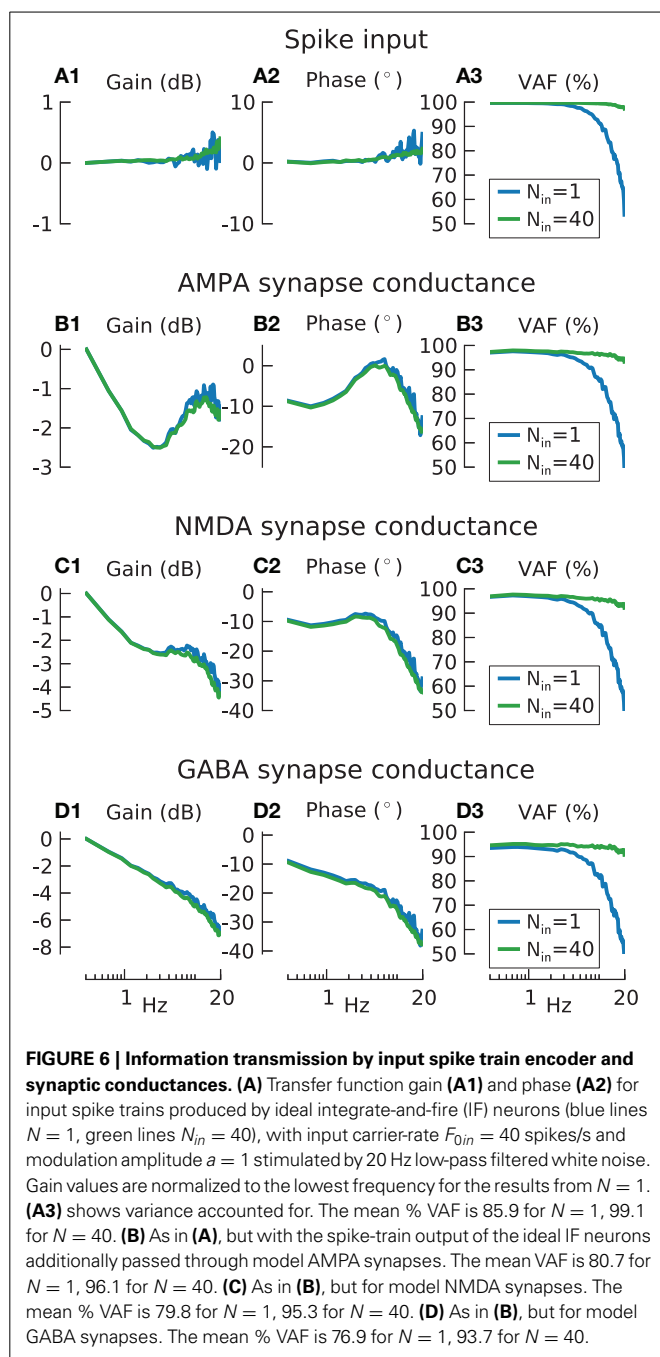 Spike input
A1 Gain (dB) A2 Phase (°) A3 VAF (%)
1
0
-1
10
0
-10
100
90
80
70
60
50
N_in=1
N_in=40
AMPA synapse conductance
B1 Gain (dB) B2 Phase (°) B3 VAF (%)
0
-1
-2
-3
0
-10
-20
100
90
80
70
60
50
N_in=1
N_in=40
NMDA synapse conductance
C1 Gain (dB) C2 Phase (°) C3 VAF (%)
0
-1
-2
-3
-4
-5
0
-10
-20
-30
-40
100
90
80
70
60
50
N_in=1
N_in=40
GABA synapse conductance
D1 Gain (dB) D2 Phase (°) D3 VAF (%)
0
-2
-4
-6
-8
0
-10
-20
-30
-40
100
90
80
70
60
50
N_in=1
N_in=40
1 Hz 20 1 Hz 20 1 Hz 20
FIGURE 6 | Information transmission by input spike train encoder and
synaptic conductances. (A) Transfer function gain (A1) and phase (A2) for
input spike trains produced by ideal integrate-and-fire (IF) neurons (blue lines
N = 1, green lines N_in = 40), with input carrier-rate F_0in = 40 spikes/s and
modulation amplitude a = 1 stimulated by 20 Hz low-pass filtered white noise.
Gain values are normalized to the lowest frequency for the results from N = 1.
(A3) shows variance accounted for. The mean % VAF is 85.9 for N = 1, 99.1
for N = 40. (B) As in (A), but with the spike-train output of the ideal IF neurons
additionally passed through model AMPA synapses. The mean VAF is 80.7 for
N = 1, 96.1 for N = 40. (C) As in (B), but for model NMDA synapses. The
mean % VAF is 79.8 for N = 1, 95.3 for N = 40. (D) As in (B), but for model
GABA synapses. The mean % VAF is 76.9 for N = 1, 93.7 for N = 40.